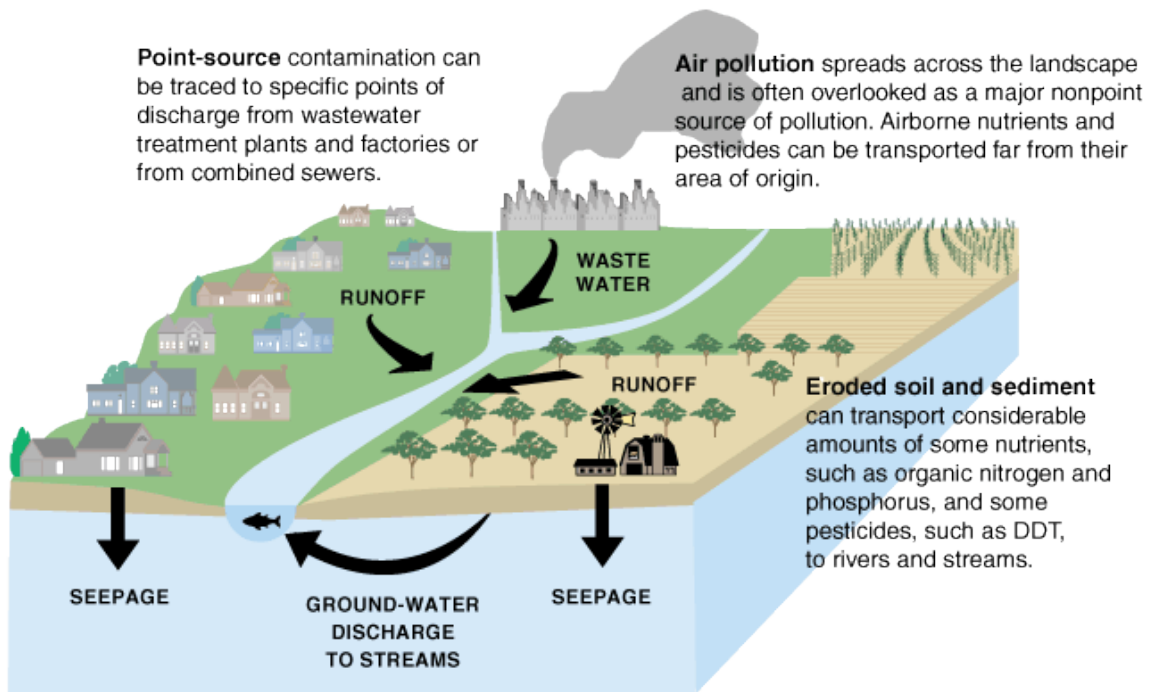 Point-source contamination can
be traced to specific points of
discharge from wastewater
treatment plants and factories or
from combined sewers.
Air pollution spreads across the landscape
and is often overlooked as a major nonpoint
source of pollution. Airborne nutrients and
pesticides can be transported far from their
area of origin.
WASTE
WATER
RUNOFF
RUNOFF
Eroded soil and sediment
can transport considerable
amounts of some nutrients,
such as organic nitrogen and
phosphorus, and some
pesticides, such as DDT,
to rivers and streams.
SEEPAGE
GROUND-WATER
DISCHARGE
TO STREAMS
SEEPAGE